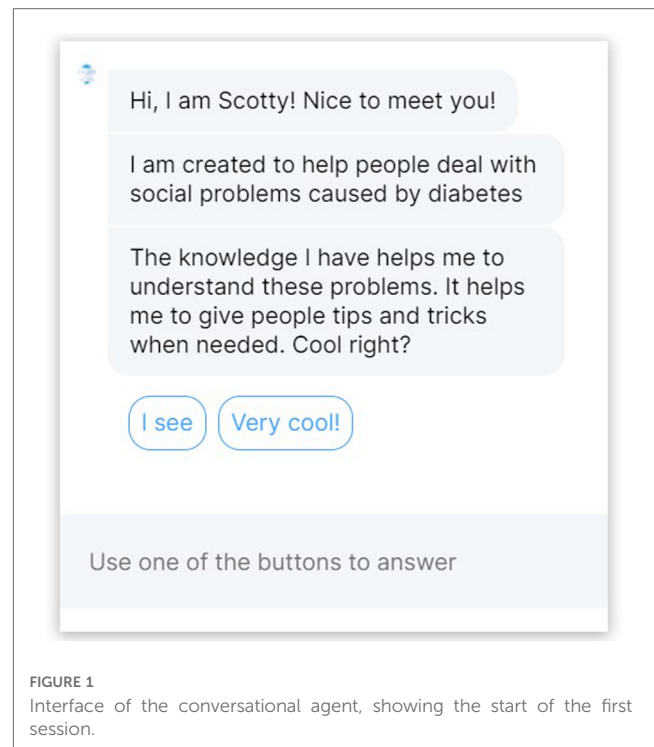 Hi, I am Scotty! Nice to meet you!
I am created to help people deal with
social problems caused by diabetes
The knowledge I have helps me to
understand these problems. It helps
me to give people tips and tricks
when needed. Cool right?
I see Very cool!
Use one of the buttons to answer
FIGURE 1
Interface of the conversational agent, showing the start of the first
session.